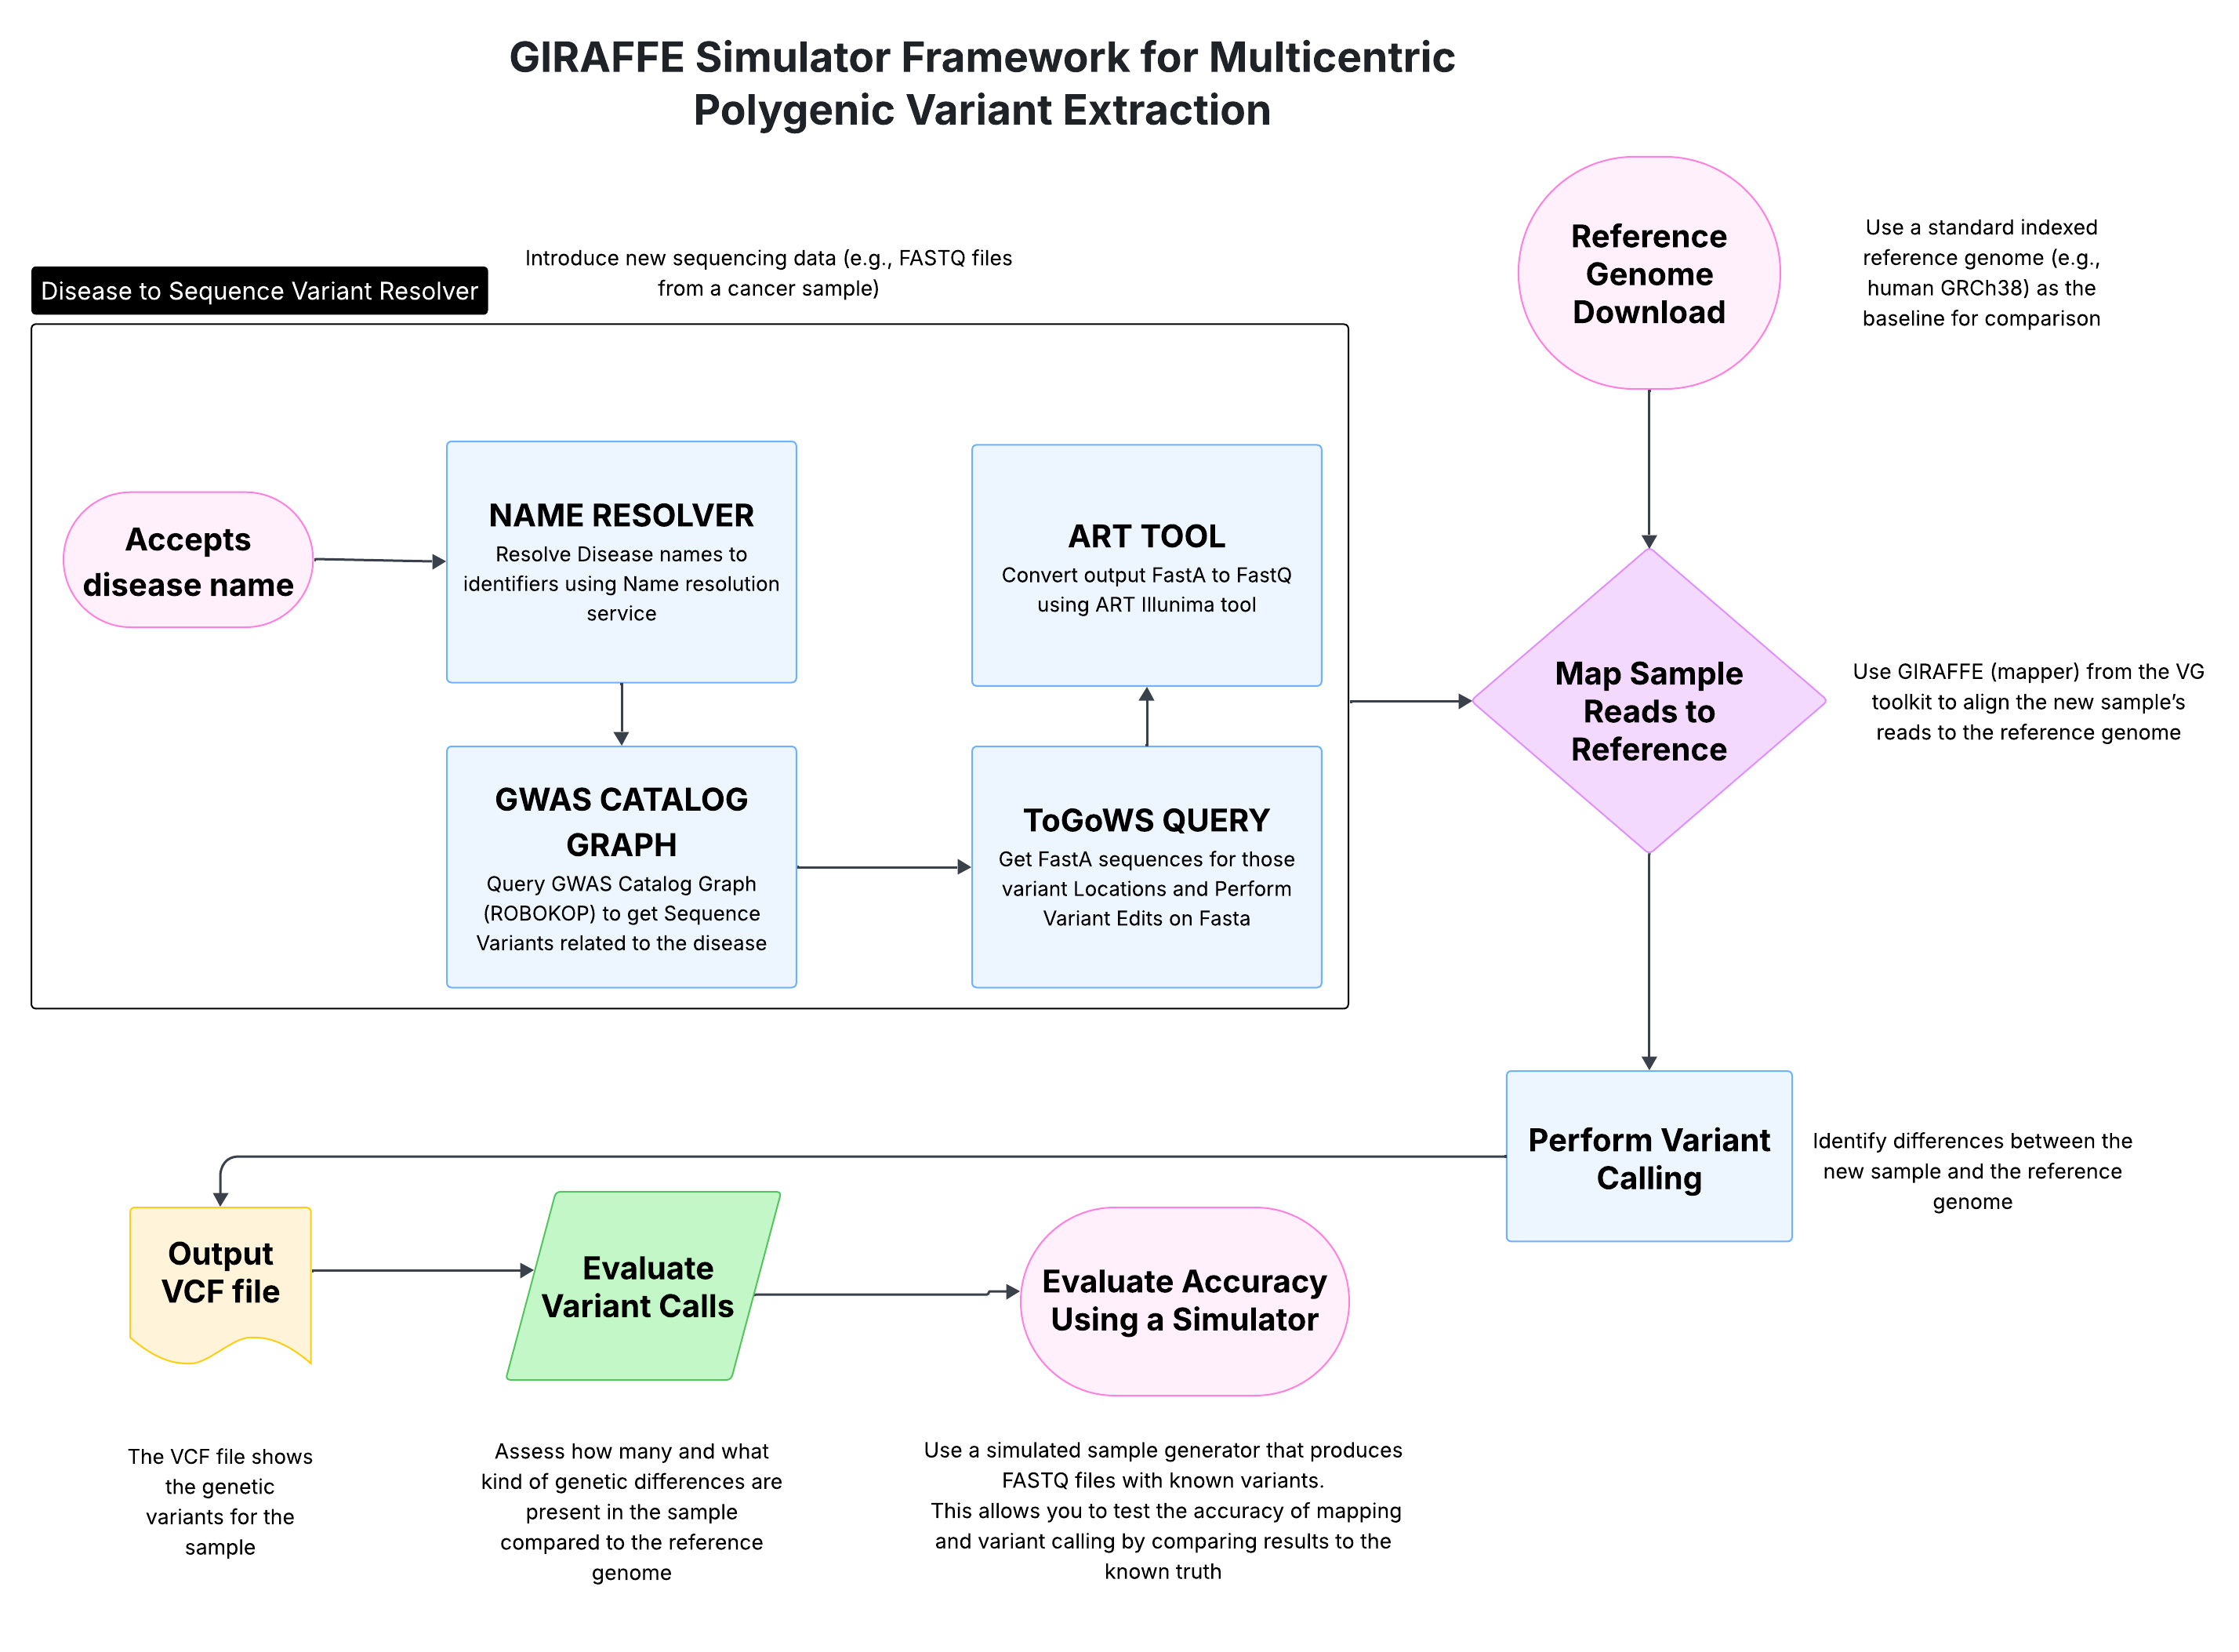 GIRAFFE Simulator Framework for Multicentric
Polygenic Variant Extraction
Disease to Sequence Variant Resolver
Introduce new sequencing data (e.g., FASTQ files
from a cancer sample)
Reference
Genome
Download
Use a standard indexed
reference genome (e.g.,
human GRCh38) as the
baseline for comparison
Accepts
disease name
NAME RESOLVER
Resolve Disease names to
identifiers using Name resolution
service
GWAS CATALOG
GRAPH
Query GWAS Catalog Graph
(ROBOKOP) to get Sequence
Variants related to the disease
ToGoWS QUERY
Get FastA sequences for those
variant Locations and Perform
Variant Edits on Fasta
ART TOOL
Convert output FastA to FastQ
using ART Illunima tool
Map Sample
Reads to
Reference
Use GIRAFFE (mapper) from the VG
toolkit to align the new sample’s
reads to the reference genome
Perform Variant
Calling
Identify differences between the
new sample and the reference
genome
Output
VCF file
The VCF file shows
the genetic
variants for the
sample
Evaluate
Variant Calls
Assess how many and what
kind of genetic differences are
present in the sample
compared to the reference
genome
Evaluate Accuracy
Using a Simulator
Use a simulated sample generator that produces
FASTQ files with known variants.
This allows you to test the accuracy of mapping
and variant calling by comparing results to the
known truth